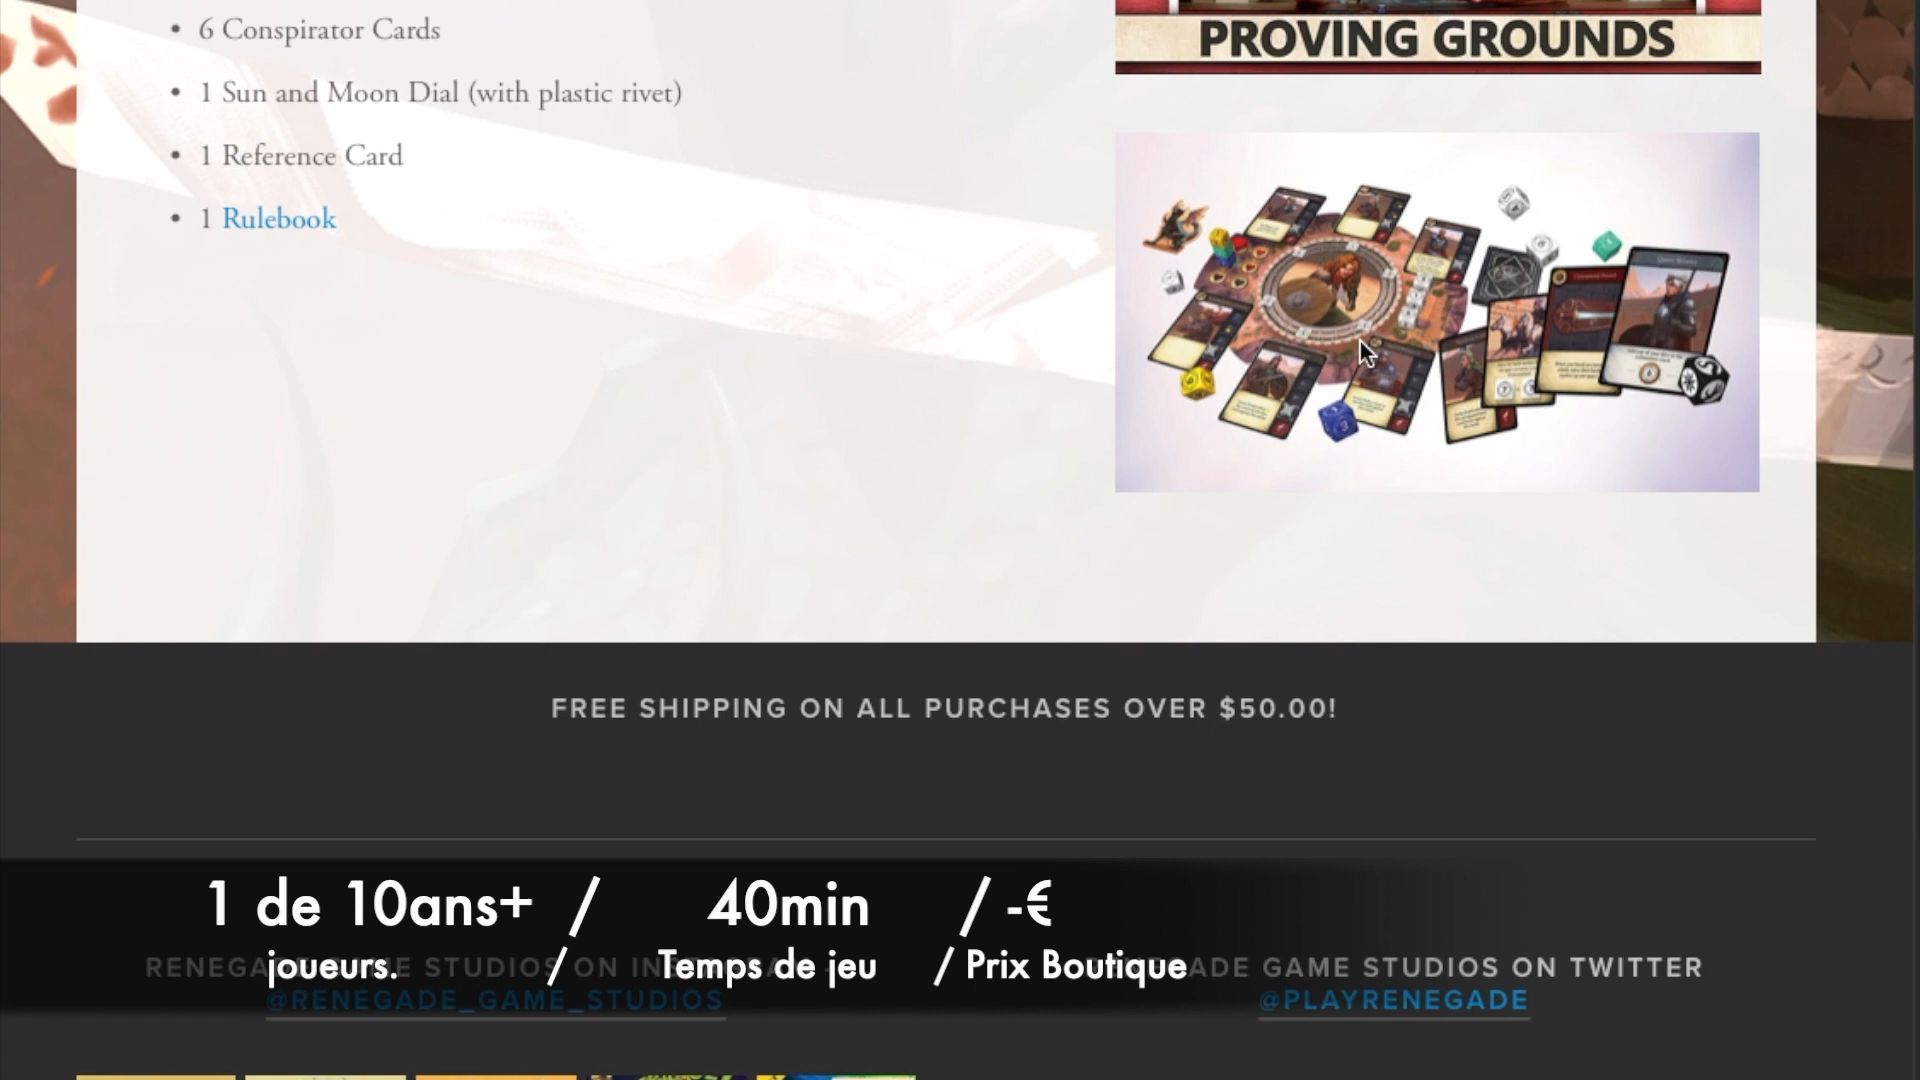 • 6 Conspirator Cards
PROVING GROUNDS
• 1 Sun and Moon Dial (with plastic rivet)
• 1 Reference Card
• 1 Rulebook
FREE SHIPPING ON ALL PURCHASES OVER $50.00!
1 de 10ans+ / 40min / -€
joueurs. / Temps de jeu / Prix Boutique
RENEGADE GAME STUDIOS ON
ADE GAME STUDIOS ON TWITTER
@RENEGADE_GAME_STUDIOS
@PLAYRENEGADE